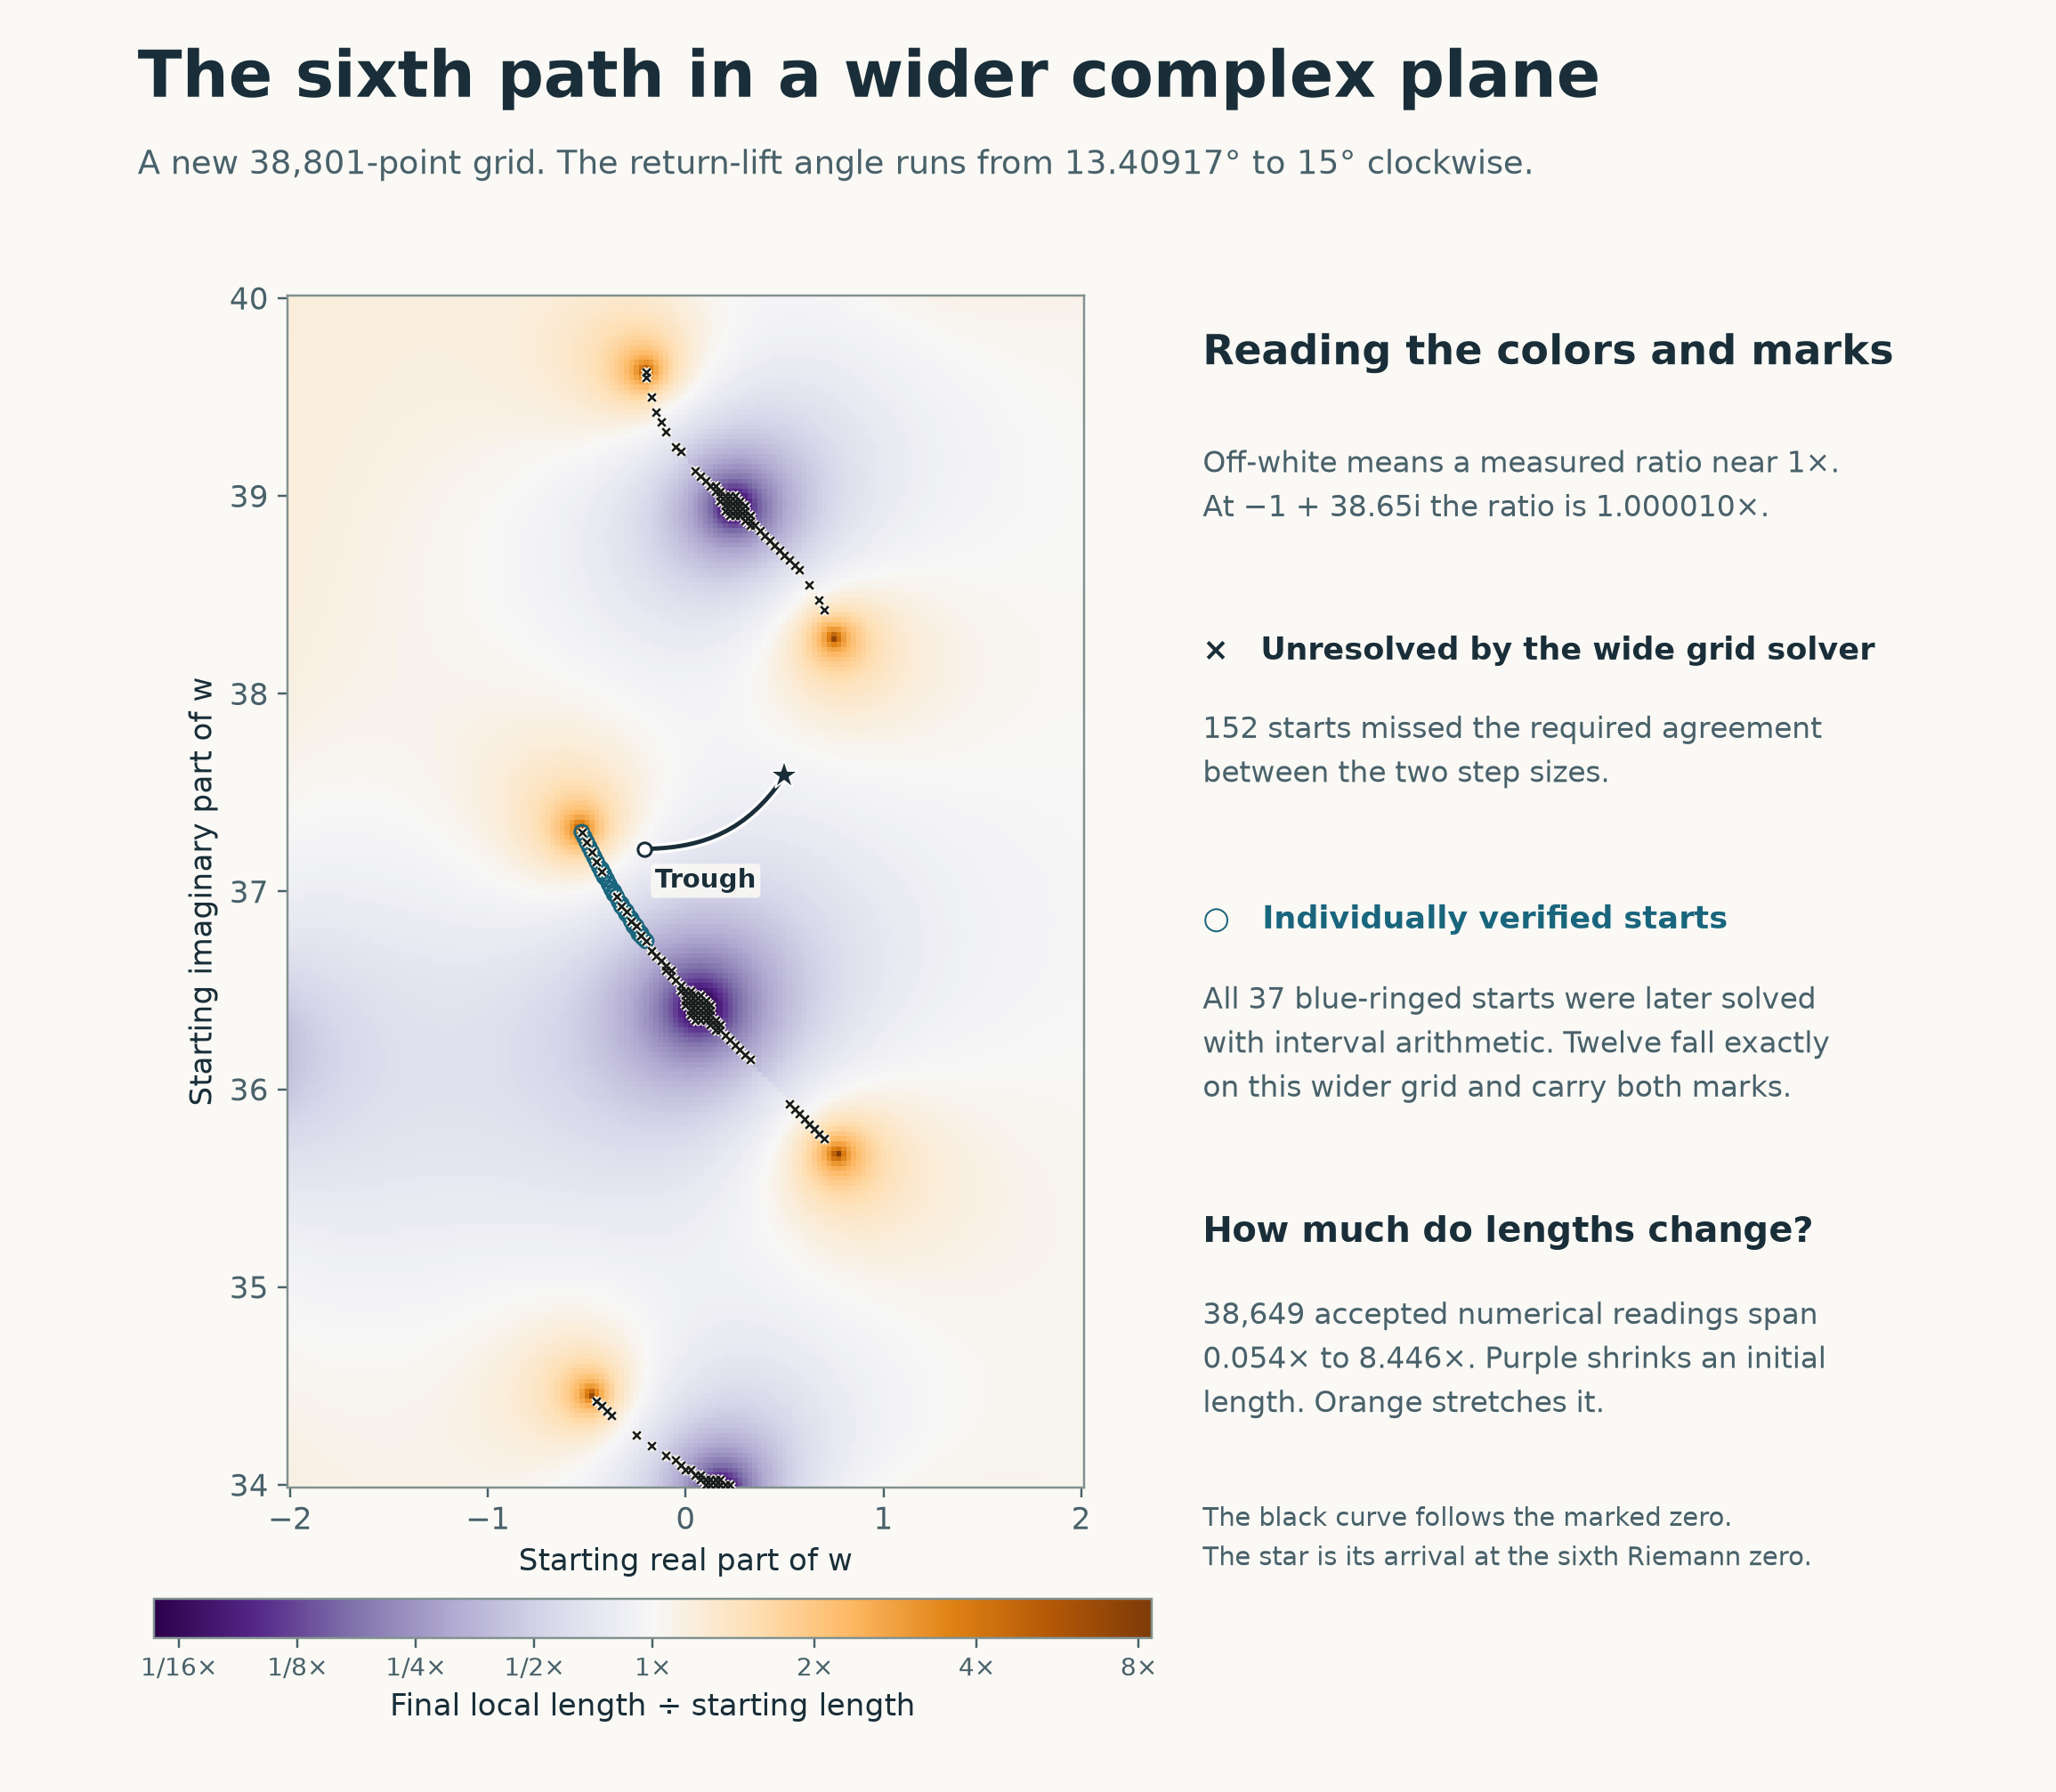 The sixth path in a wider complex plane
A new 38,801-point grid. The return-lift angle runs from 13.40917° to 15° clockwise.
Starting imaginary part of w
40
39
38
37
36
35
34
Trough
−2
−1
0
1
2
Starting real part of w
1/16×
1/8×
1/4×
1/2×
1×
2×
4×
8×
Final local length ÷ starting length
Reading the colors and marks
Off-white means a measured ratio near 1×.
At −1 + 38.65i the ratio is 1.000010×.
× Unresolved by the wide grid solver
152 starts missed the required agreement
between the two step sizes.
○ Individually verified starts
All 37 blue-ringed starts were later solved
with interval arithmetic. Twelve fall exactly
on this wider grid and carry both marks.
How much do lengths change?
38,649 accepted numerical readings span
0.054× to 8.446×. Purple shrinks an initial
length. Orange stretches it.
The black curve follows the marked zero.
The star is its arrival at the sixth Riemann zero.